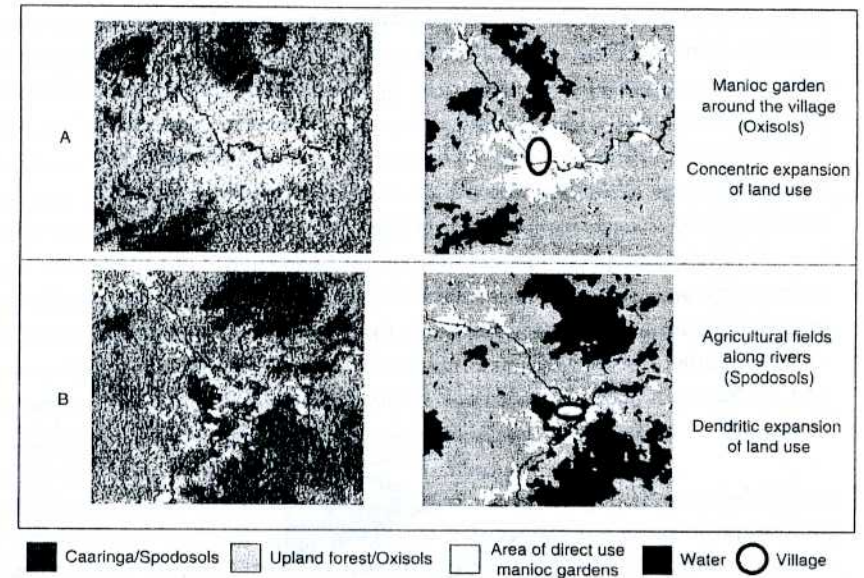 A
Manioc garden
around the village
(Oxisols)
Concentric expansion
of land use
B
Agricultural fields
along rivers
(Spodosols)
Dendritic expansion
of land use
Caaringa/Spodosols
Upland forest/Oxisols
Area of direct use
manioc gardens
Water
Village